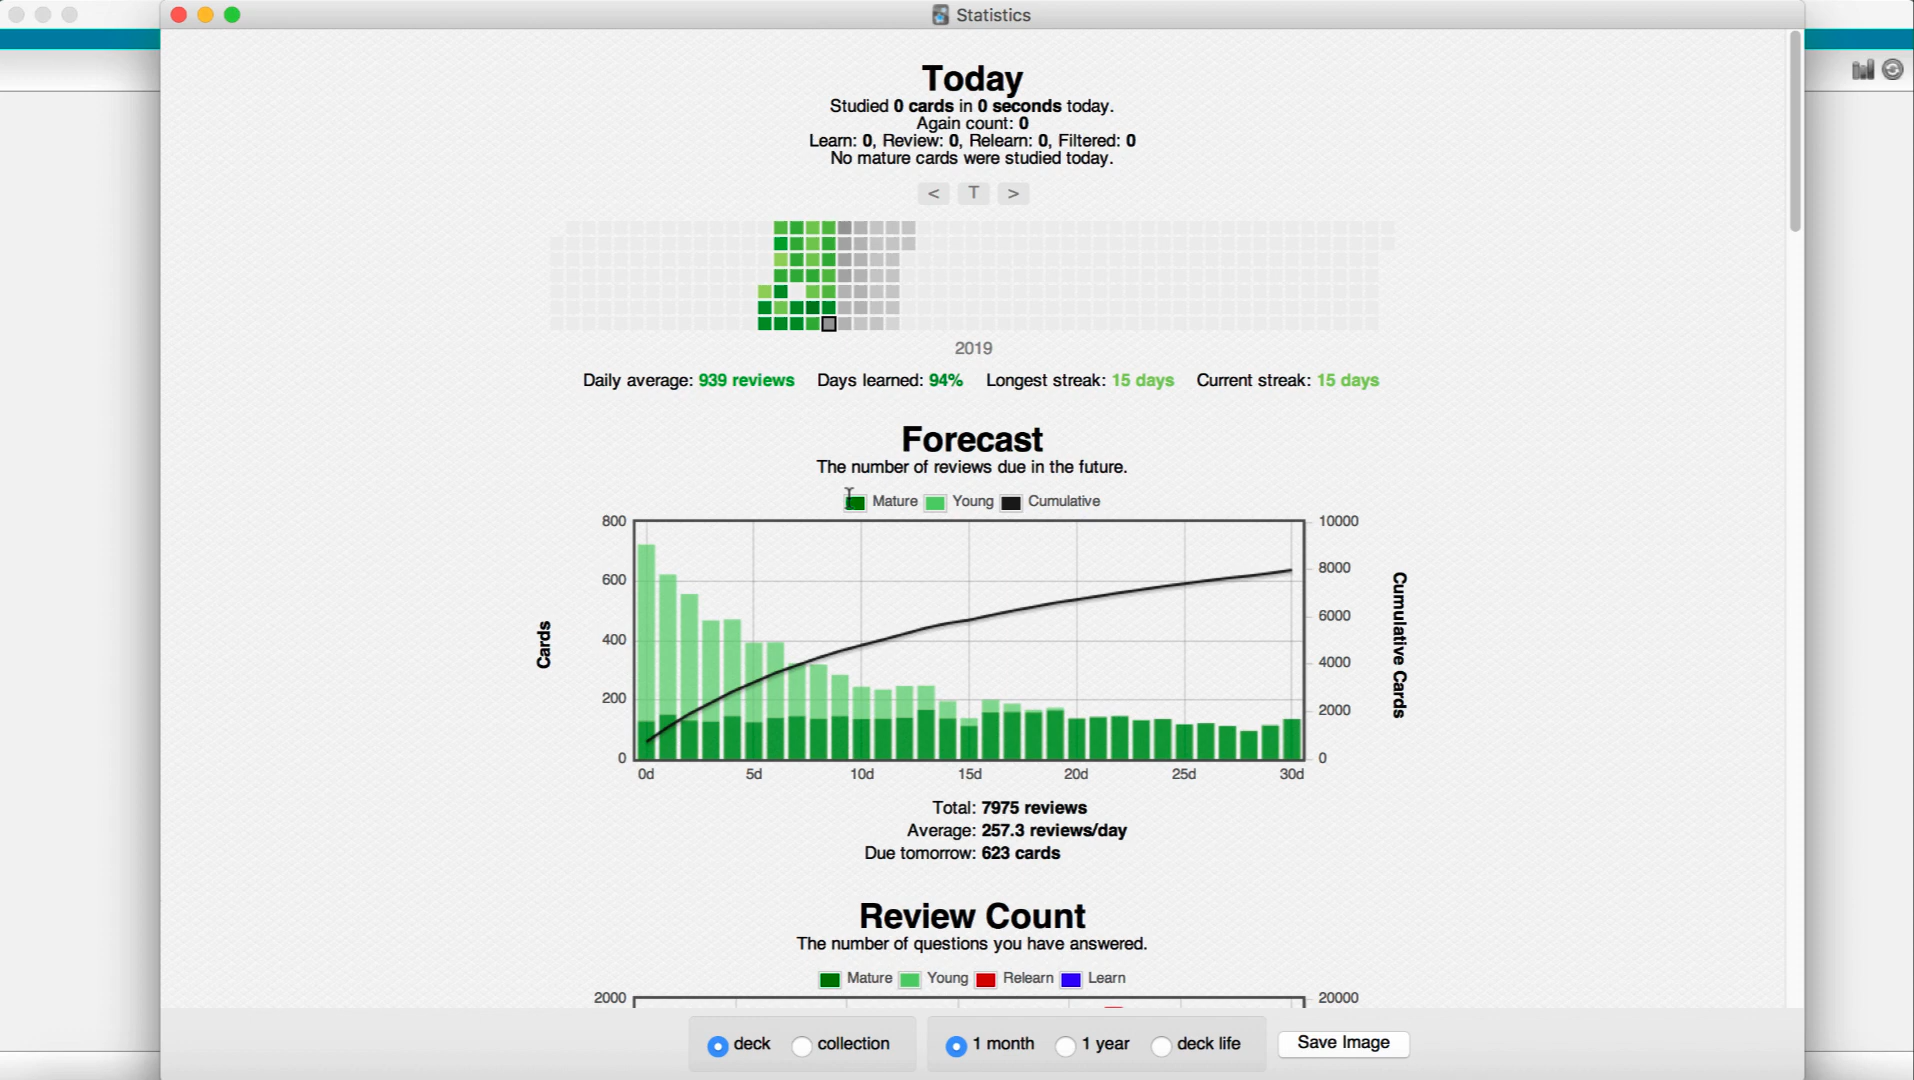 Statistics
Today
Studied 0 cards in 0 seconds today.
Again count: 0
Learn: 0, Review: 0, Relearn: 0, Filtered: 0
No mature cards were studied today.
< T >
2019
Daily average: 939 reviews Days learned: 94% Longest streak: 15 days Current streak: 15 days
Forecast
The number of reviews due in the future.
Mature Young Cumulative
800 10000
8000
600
6000
400
4000
200
2000
0 0
Cards
Cumulative Cards
0d 5d 10d 15d 20d 25d 30d
Total: 7975 reviews
Average: 257.3 reviews/day
Due tomorrow: 623 cards
Review Count
The number of questions you have answered.
Mature Young Relearn Learn
2000 20000
deck collection 1 month 1 year deck life Save Image